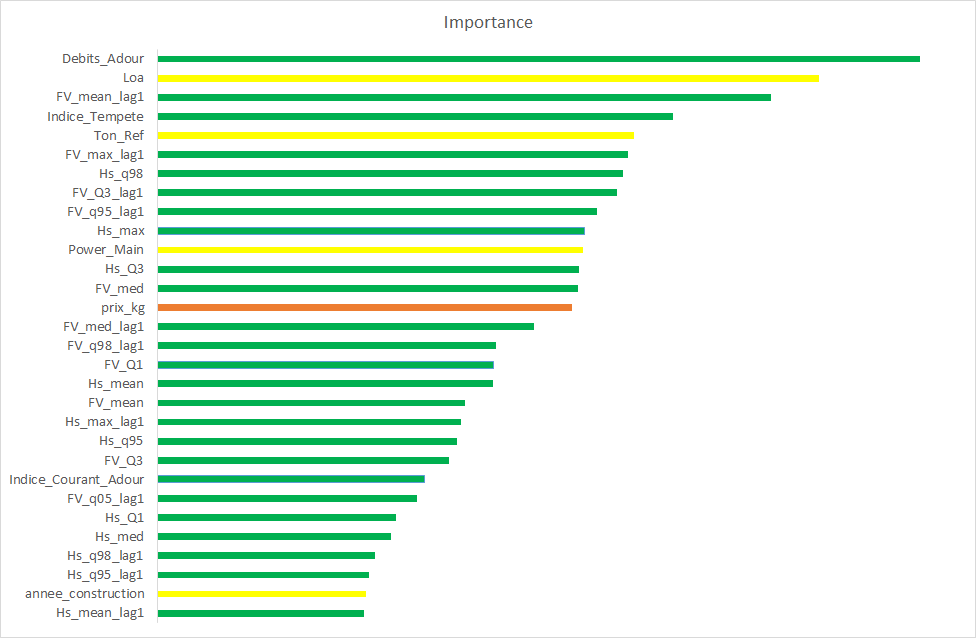 Importance
Debits_Adour
Loa
FV_mean_lag1
Indice_Tempete
Ton_Ref
FV_max_lag1
Hs_q98
FV_Q3_lag1
FV_q95_lag1
Hs_max
Power_Main
Hs_Q3
FV_med
prix_kg
FV_med_lag1
FV_q98_lag1
FV_Q1
Hs_mean
FV_mean
Hs_max_lag1
Hs_q95
FV_Q3
Indice_Courant_Adour
FV_q05_lag1
Hs_Q1
Hs_med
Hs_q98_lag1
Hs_q95_lag1
annee_construction
Hs_mean_lag1